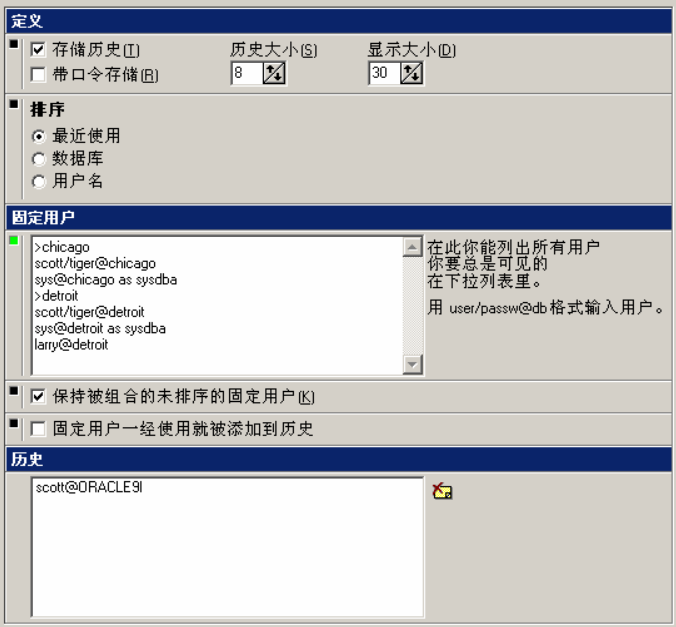 定义
存储历史(T) 历史大小(S) 显示大小(D)
带口令存储(R) 8 30
排序
最近使用
数据库
用户名
固定用户
>chicago
scott/tiger@chicago
sys@chicago as sysdba
>detroit
scott/tiger@detroit
sys@detroit as sysdba
larry@detroit
在此你能列出所有用户
你要总是可见的
在下拉列表里。
用 user/passw@db 格式输入用户。
保持被组合的未排序的固定用户(K)
固定用户一经使用就被添加到历史
历史
scott@ORACLE9I